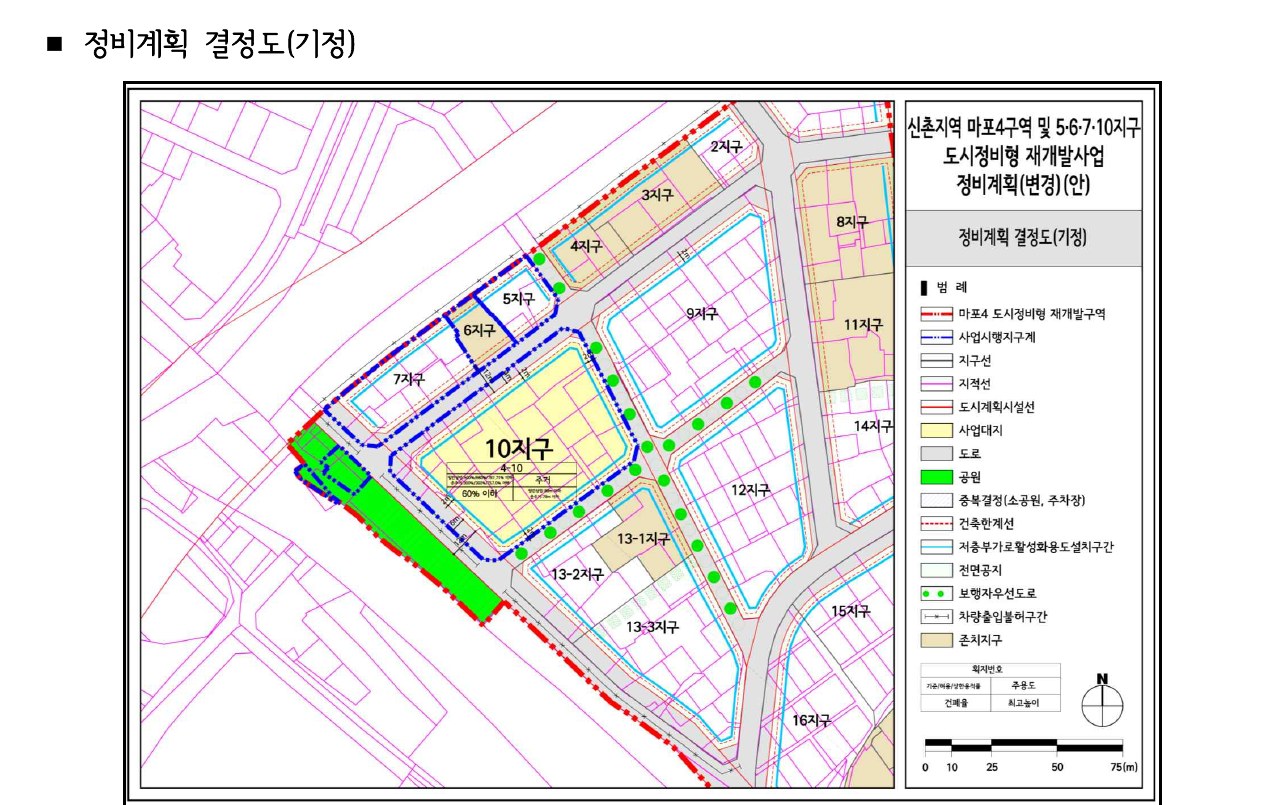 ■ 정비계획 결정도(기정)
2지구
3지구
4지구
8지구
5지구
9지구
6지구
11지구
7지구
14지구
10지구
4-10
주거
60% 이하
12지구
13-1지구
13-2지구
15지구
13-3지구
16지구
신촌지역 마포4구역 및 5·6·7·10지구
도시정비형 재개발사업
정비계획(변경)(안)
정비계획 결정도(기정)
범 례
마포4 도시정비형 재개발구역
사업시행지구계
지구선
지적선
도시계획시설선
사업대지
도로
공원
중복결정(소공원, 주차장)
건축한계선
저층부가로활성화용도설치구간
전면공지
보행자우선도로
차량출입불허구간
존치지구
획지번호
기준/허용/상한용적률 주용도
건폐율 최고높이
N
0 10 25 50 75(m)